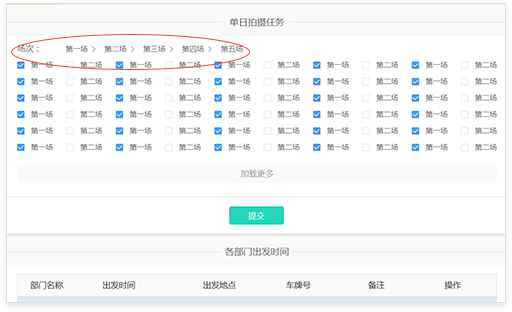 单日拍摄任务
场次： 第一场 > 第二场 > 第三场 > 第四场 > 第五场
第一场 第二场 第一场 第二场 第一场 第二场 第一场 第二场 第一场 第二场
第一场 第二场 第一场 第二场 第一场 第二场 第一场 第二场 第一场 第二场
第一场 第二场 第一场 第二场 第一场 第二场 第一场 第二场 第一场 第二场
第一场 第二场 第一场 第二场 第一场 第二场 第一场 第二场 第一场 第二场
第一场 第二场 第一场 第二场 第一场 第二场 第一场 第二场 第一场 第二场
第一场 第二场 第一场 第二场 第一场 第二场 第一场 第二场 第一场 第二场
加载更多
提交
各部门出发时间
部门名称 出发时间 出发地点 车牌号 备注 操作